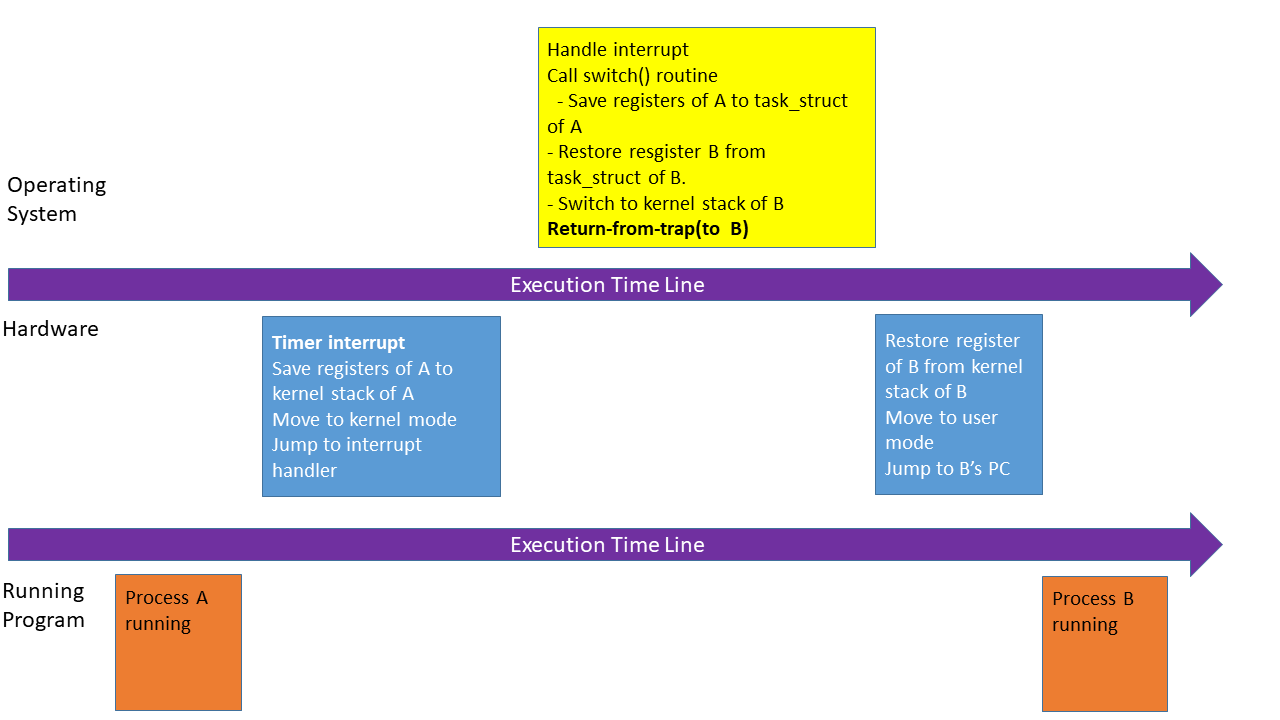 Handle interrupt
Call switch() routine
- Save registers of A to task_struct
of A
- Restore resgister B from
task_struct of B.
- Switch to kernel stack of B
Return-from-trap(to B)
Operating
System
Execution Time Line
Hardware
Timer interrupt
Save registers of A to
kernel stack of A
Move to kernel mode
Jump to interrupt
handler
Restore register
of B from kernel
stack of B
Move to user
mode
Jump to B’s PC
Execution Time Line
Running
Program
Process A
running
Process B
running